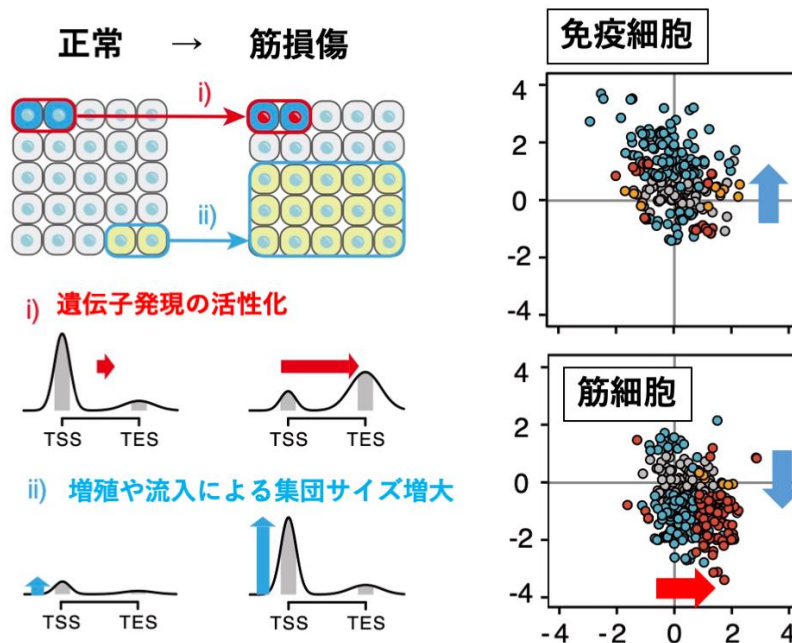 正常 → 筋損傷
i)
ii)
i) 遺伝子発現の活性化
TSS TES TSS TES
ii) 増殖や流入による集団サイズ増大
TSS TES TSS TES
免疫細胞
4
2
0
-2
-4
筋細胞
4
2
0
-2
-4
-4 -2 0 2 4